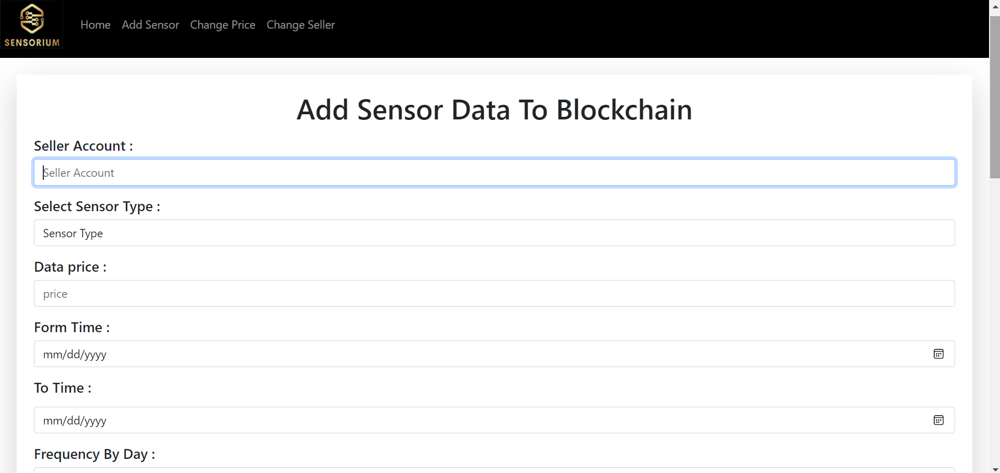 SENSORIUM
Home Add Sensor Change Price Change Seller
Add Sensor Data To Blockchain
Seller Account :
Seller Account
Select Sensor Type :
Sensor Type
Data price :
price
Form Time :
mm/dd/yyyy
To Time :
mm/dd/yyyy
Frequency By Day :